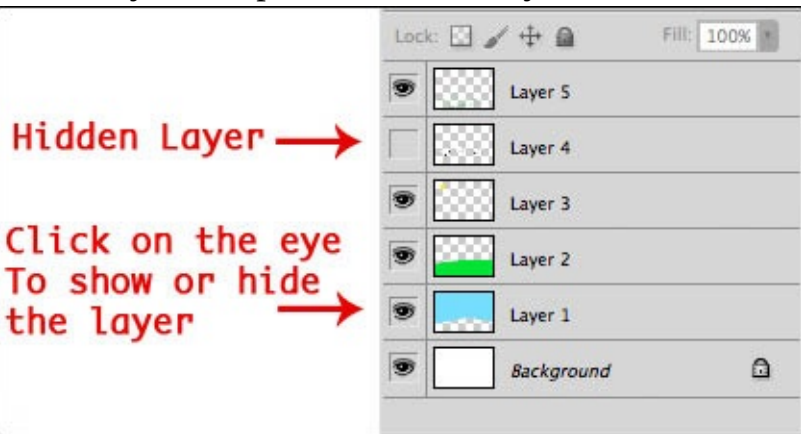 Lock: Fill: 100%
Layer 5
Hidden Layer
Layer 4
Layer 3
Click on the eye
To show or hide
the layer
Layer 2
Layer 1
Background